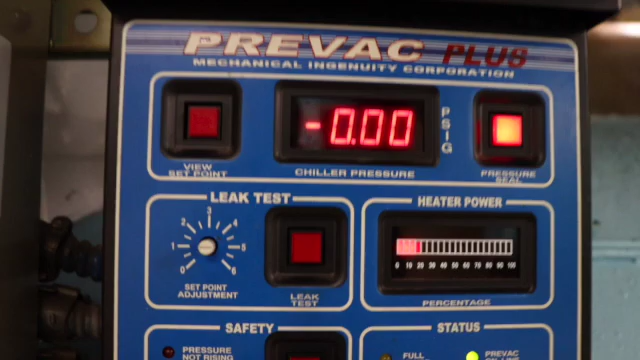 PREVAC PLUS
MECHANICAL INGENUITY CORPORATION
-0.00
PSIG
VIEW
SET POINT
CHILLER PRESSURE
PRESSURE
SEAL
LEAK TEST
HEATER POWER
0 1 2 3 4 5 6
SET POINT
ADJUSTMENT
LEAK
TEST
0 10 20 30 40 50 60 70 80 90 100
PERCENTAGE
SAFETY
STATUS
PRESSURE
NOT RISING
FULL
PREVAC